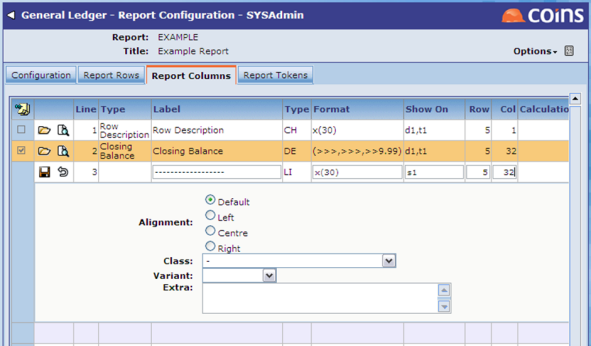 General Ledger - Report Configuration - SYSAdmin
coins
Report: EXAMPLE
Title: Example Report
Options
Configuration Report Rows Report Columns Report Tokens
Line Type Label Type Format Show On Row Col Calculatio
1 Row Description Row Description CH x(30) d1,t1 5 1
2 Closing Balance Closing Balance DE (>>>,>>>,>>9.99) d1,t1 5 32
3 ------------------ LI x(30) s1 5 32
Default
Left
Alignment:
Centre
Right
Class: -
Variant:
Extra: